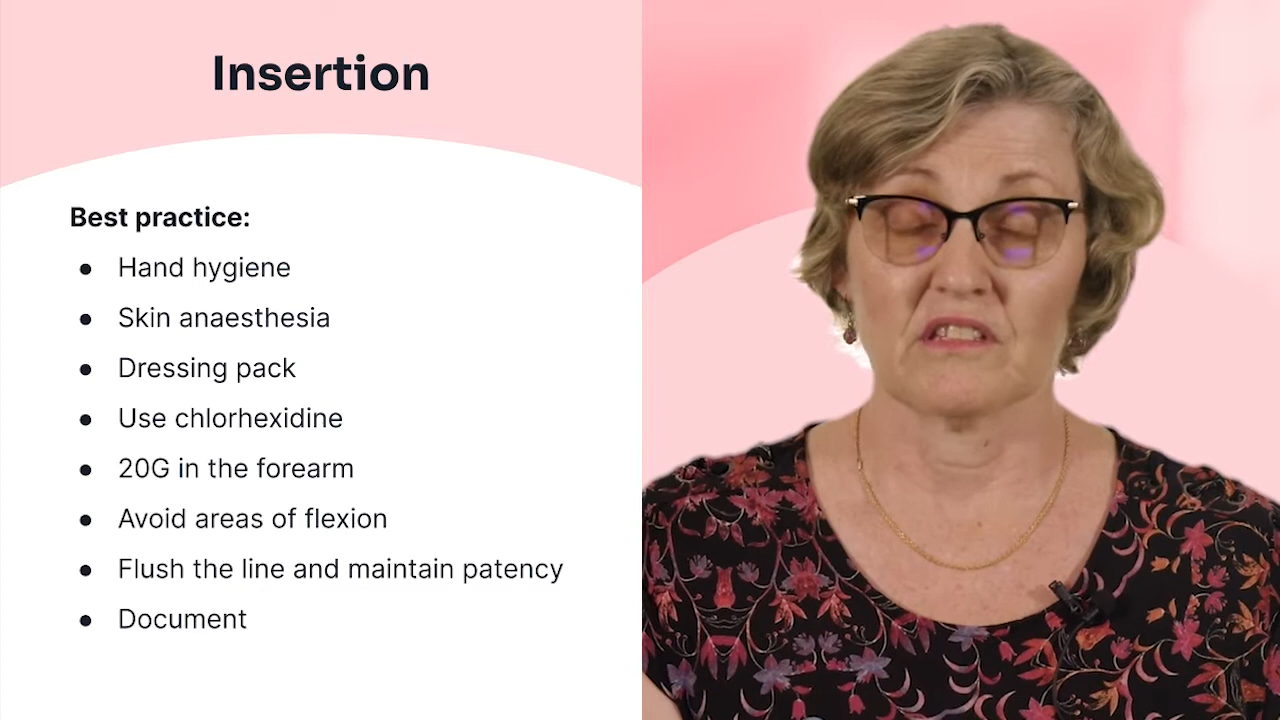 Insertion
Best practice:
● Hand hygiene
● Skin anaesthesia
● Dressing pack
● Use chlorhexidine
● 20G in the forearm
● Avoid areas of flexion
● Flush the line and maintain patency
● Document